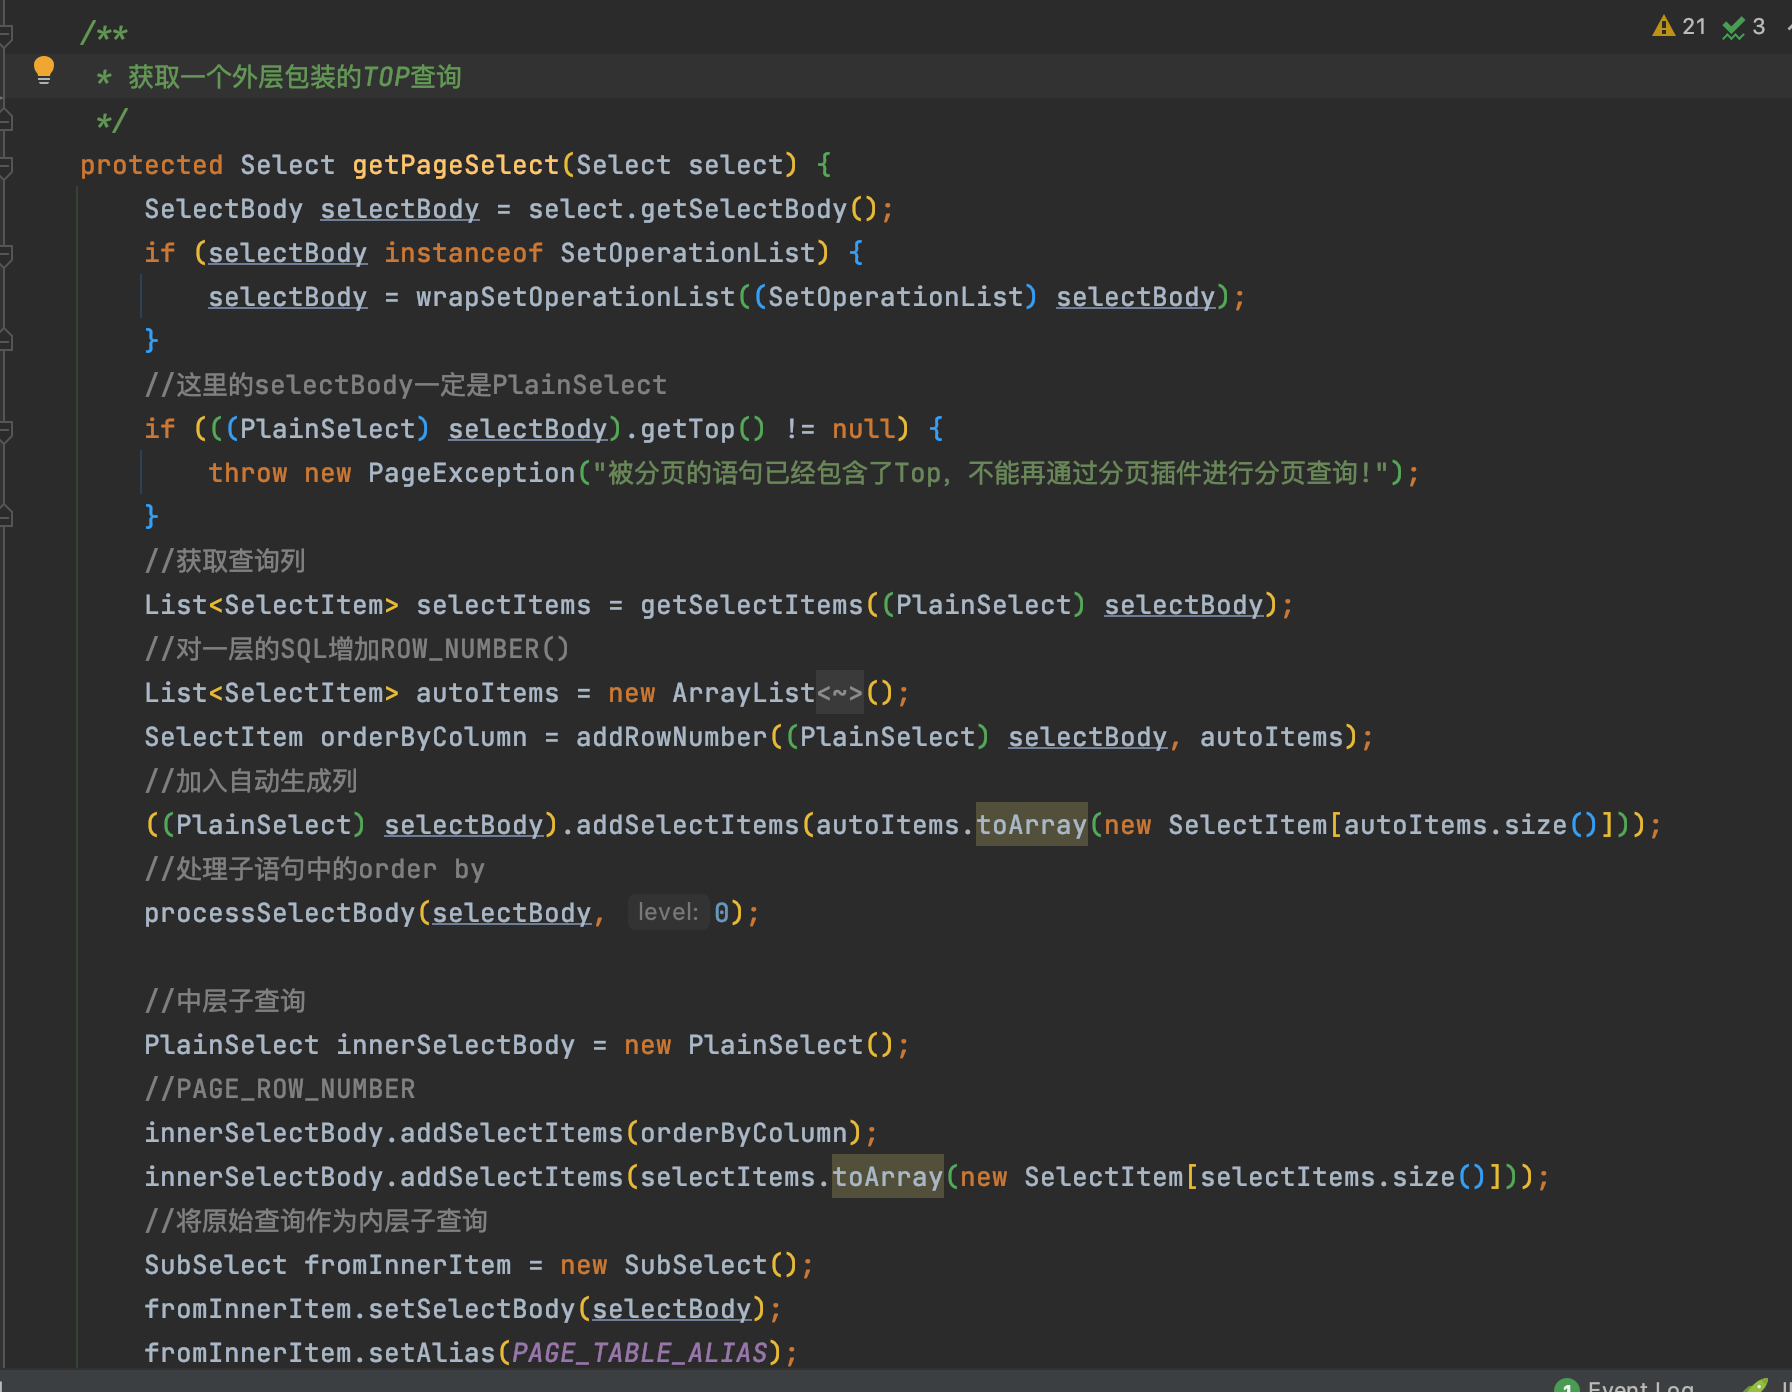 /**
21 3
* 获取一个外层包装的TOP查询
*/
protected Select getPageSelect(Select select) {
SelectBody selectBody = select.getSelectBody();
if (selectBody instanceof SetOperationList) {
selectBody = wrapSetOperationList((SetOperationList) selectBody);
}
//这里的selectBody一定是PlainSelect
if (((PlainSelect) selectBody).getTop() != null) {
throw new PageException("被分页的语句已经包含了Top，不能再通过分页插件进行分页查询!");
}
//获取查询列
List<SelectItem> selectItems = getSelectItems((PlainSelect) selectBody);
//对一层的SQL增加ROW_NUMBER()
List<SelectItem> autoItems = new ArrayList<~>();
SelectItem orderByColumn = addRowNumber((PlainSelect) selectBody, autoItems);
//加入自动生成列
((PlainSelect) selectBody).addSelectItems(autoItems.toArray(new SelectItem[autoItems.size()]));
//处理子语句中的order by
processSelectBody(selectBody, level: 0);
//中层子查询
PlainSelect innerSelectBody = new PlainSelect();
//PAGE_ROW_NUMBER
innerSelectBody.addSelectItems(orderByColumn);
innerSelectBody.addSelectItems(selectItems.toArray(new SelectItem[selectItems.size()]));
//将原始查询作为内层子查询
SubSelect fromInnerItem = new SubSelect();
fromInnerItem.setSelectBody(selectBody);
fromInnerItem.setAlias(PAGE_TABLE_ALIAS);
1 Event Log